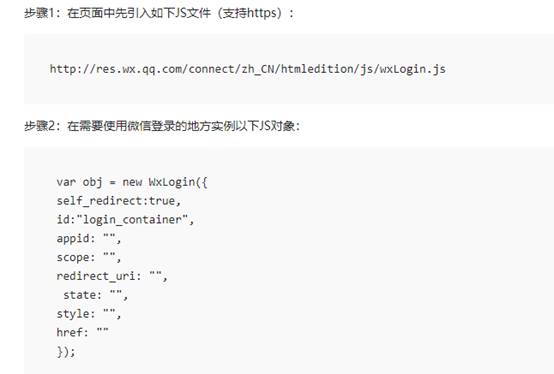 步骤1：在页面中先引入如下JS文件（支持https）：
http://res.wx.qq.com/connect/zh_CN/htmledition/js/wxLogin.js
步骤2：在需要使用微信登录的地方实例以下JS对象：
var obj = new WxLogin({
self_redirect:true,
id:"login_container",
appid: "",
scope: "",
redirect_uri: "",
state: "",
style: "",
href: ""
});